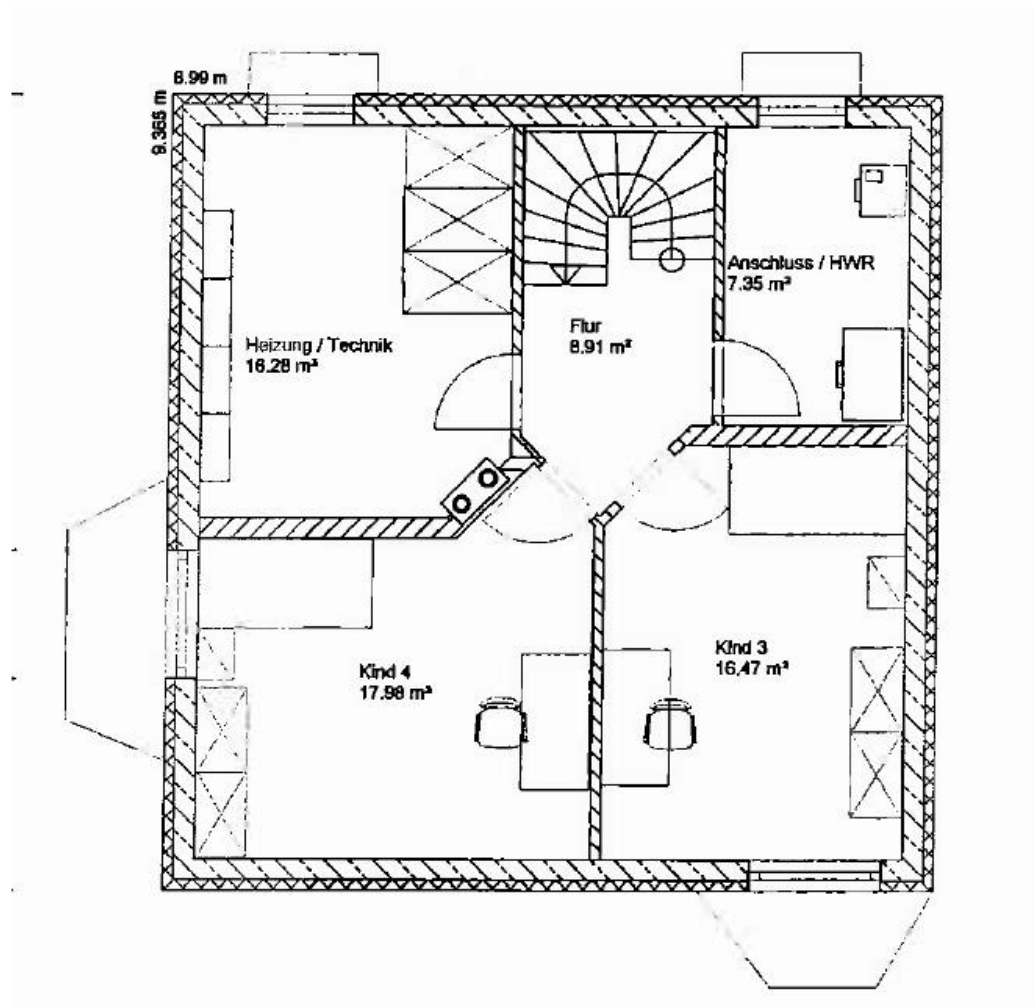 8.99 m
9.365 m
Heizung / Technik
16.28 m²
Flur
8.91 m²
Anschluss / HWR
7.35 m²
Kind 4
17.98 m²
Kind 3
16.47 m²